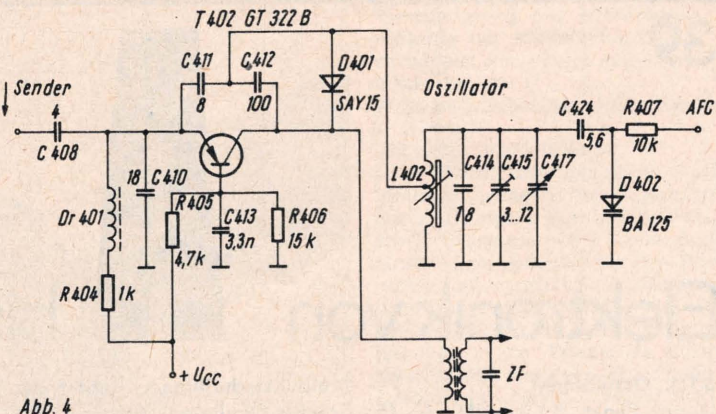 T402 GT 322 B
C411
8
C412
100
D401
SAY15
Sender
4
C408
Oszillator
C424
5,6
R407
10k
AFC
18
C410
Dr401
R405
4,7k
C413
3,3n
R406
15k
L402
C414
18
C415
3...12
C417
D402
BA 125
R404
1k
+UCC
ZF
Abb. 4